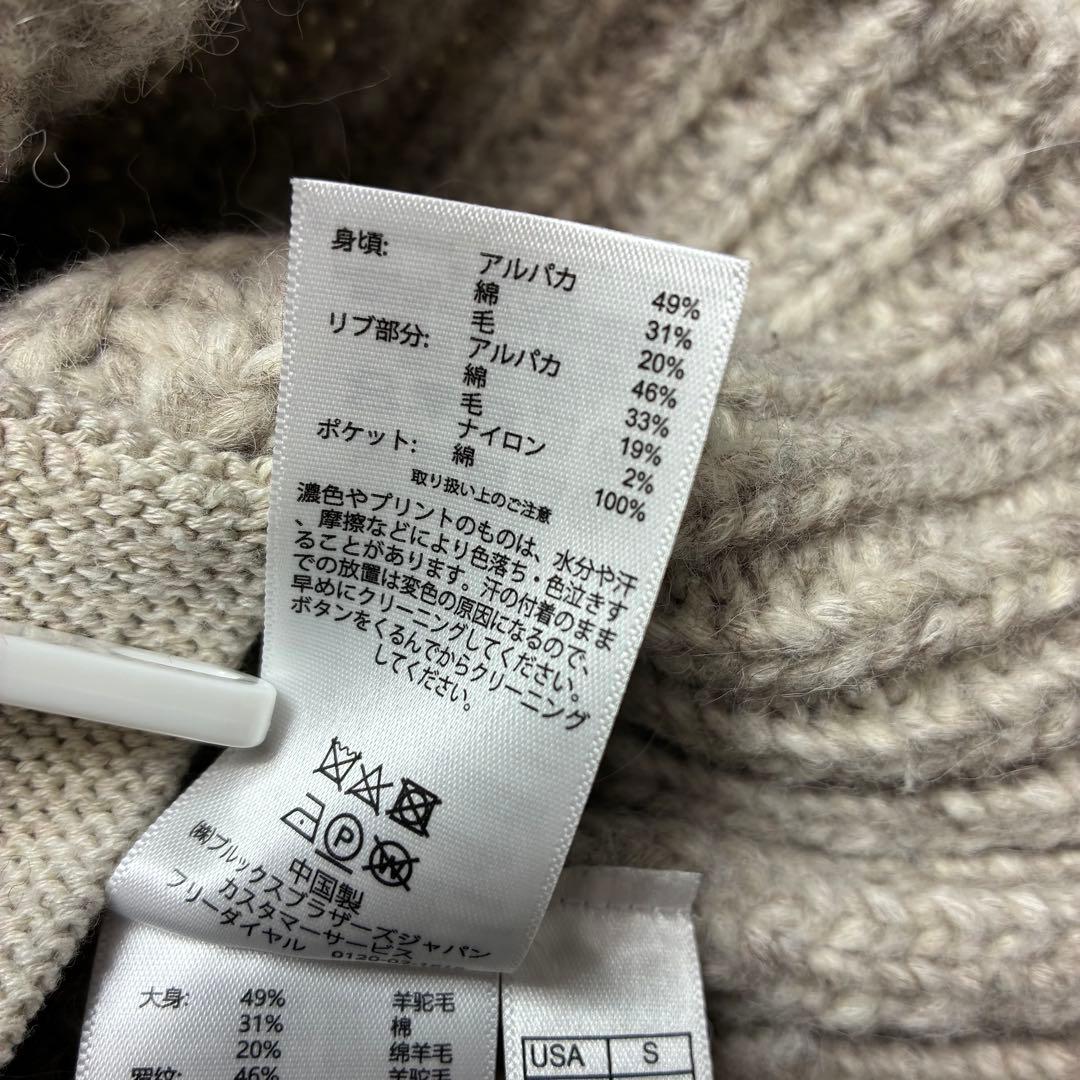 身頃: アルパカ 49%
綿 31%
毛 20%
リブ部分: アルパカ 46%
綿 33%
毛 19%
ナイロン 2%
ポケット: 綿 100%
取り扱い上のご注意
濃色やプリントのものは、水分や汗
、摩擦などにより色落ち・色泣きす
ることがあります。汗の付着のまま
での放置は変色の原因になるので、
早めにクリーニングしてください。
ボタンをくるんでからクリーニング
してください。
P
W
中国製
㈱ブルックスブラザーズジャパン
カスタマーサービス
フリーダイヤル
大身: 49% 羊驼毛
31% 棉
20% 绵羊毛
罗纹: 46% 羊驼毛
USA S